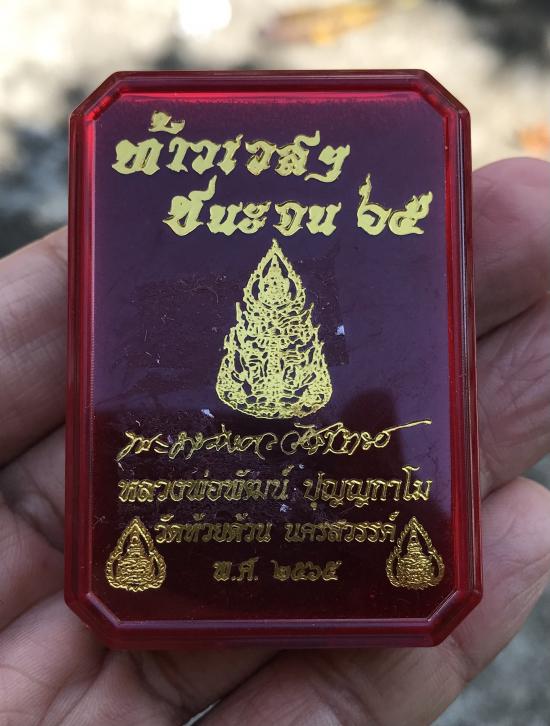 ท้าวเวสฯ
ชนะจน ๖๕
หลวงพ่อพัฒน์ ปุญญกาโม
วัดห้วยด้วน นครสวรรค์
พ.ศ. ๒๕๖๕